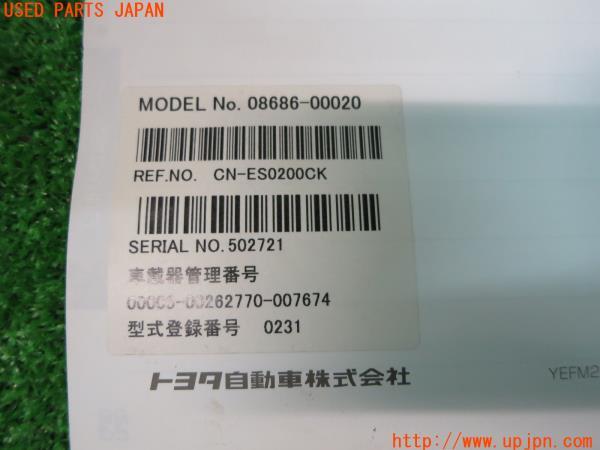 USED PARTS JAPAN
MODEL No. 08686-00020
REF.NO. CN-ES0200CK
SERIAL NO.502721
車載器管理番号
00006-00262770-007674
型式登録番号 0231
トヨタ自動車株式会社
YEFM2
http://www.upjpn.com/